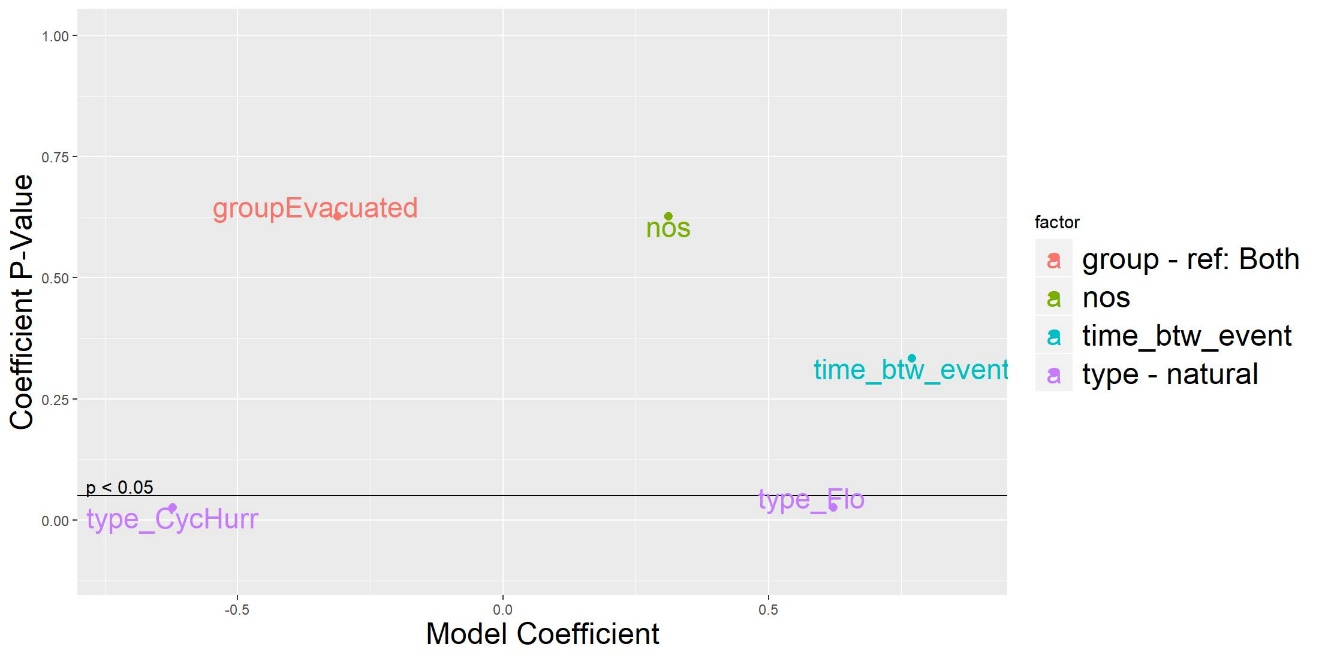 1.00
0.75
0.50
0.25
0.00
Coefficient P-Value
groupEvacuated
nos
time_btw_event
p < 0.05
type_CycHurr
type_Flo
-0.5
0.0
0.5
Model Coefficient
factor
a group - ref: Both
a nos
a time_btw_event
a type - natural